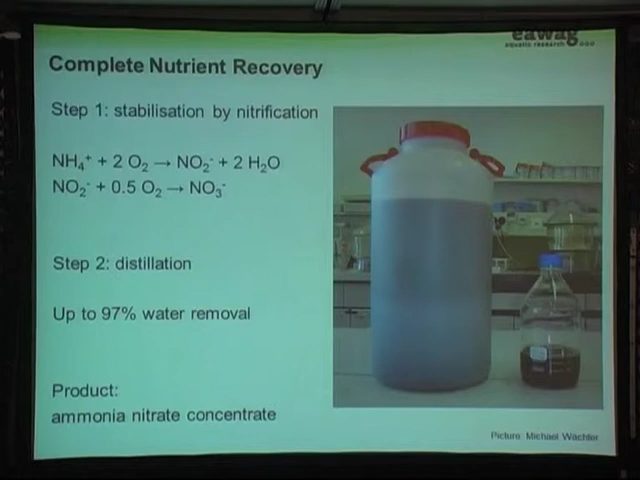 eawag
aquatic research
Complete Nutrient Recovery
Step 1: stabilisation by nitrification
NH₄⁺ + 2 O₂ → NO₂⁻ + 2 H₂O
NO₂⁻ + 0.5 O₂ → NO₃⁻
Step 2: distillation
Up to 97% water removal
Product:
ammonia nitrate concentrate
Picture: Michael Wächter